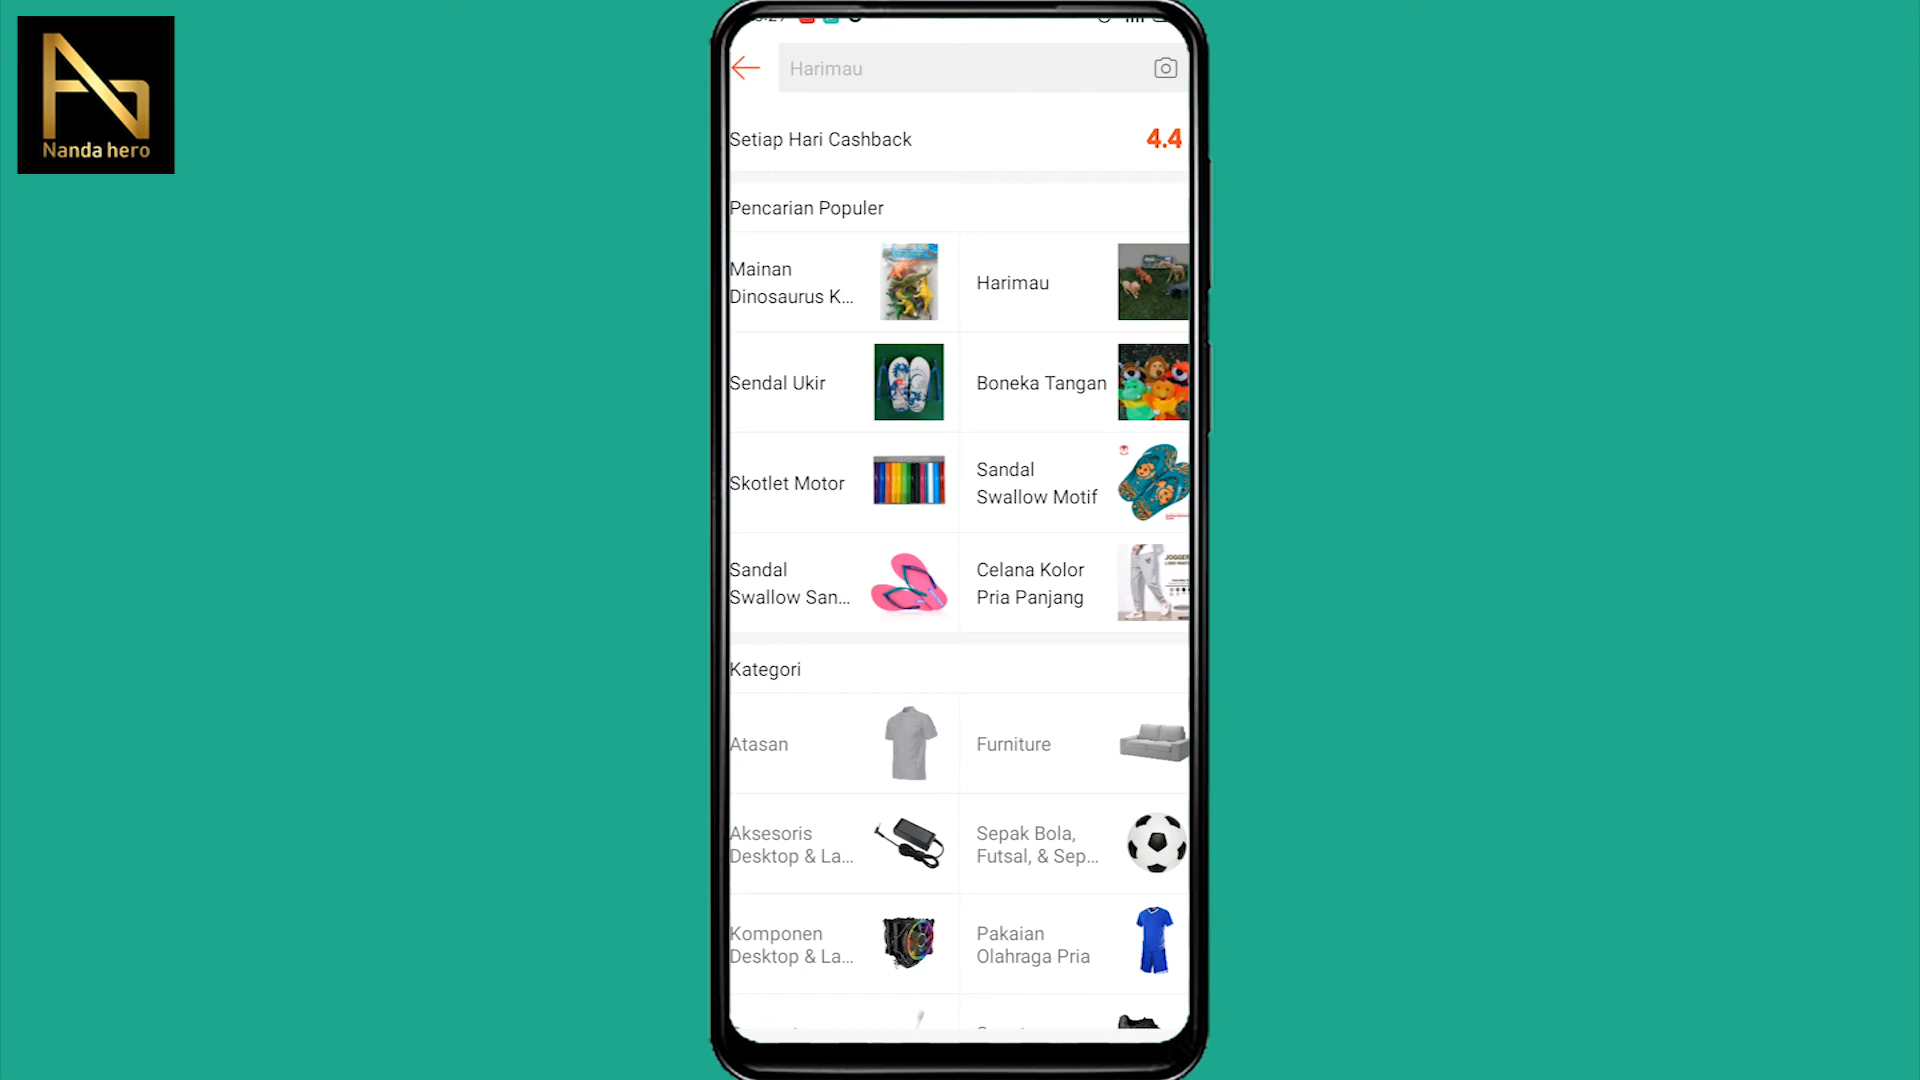 Nanda hero
Harimau
Setiap Hari Cashback
4.4
Pencarian Populer
Mainan
Dinosaurus K...
Harimau
Sendal Ukir
Boneka Tangan
Skotlet Motor
Sandal
Swallow Motif
Sandal
Swallow San...
Celana Kolor
Pria Panjang
JOGGER
Kategori
Atasan
Furniture
Aksesoris
Desktop & La...
Sepak Bola,
Futsal, & Sep...
Komponen
Desktop & La...
Pakaian
Olahraga Pria